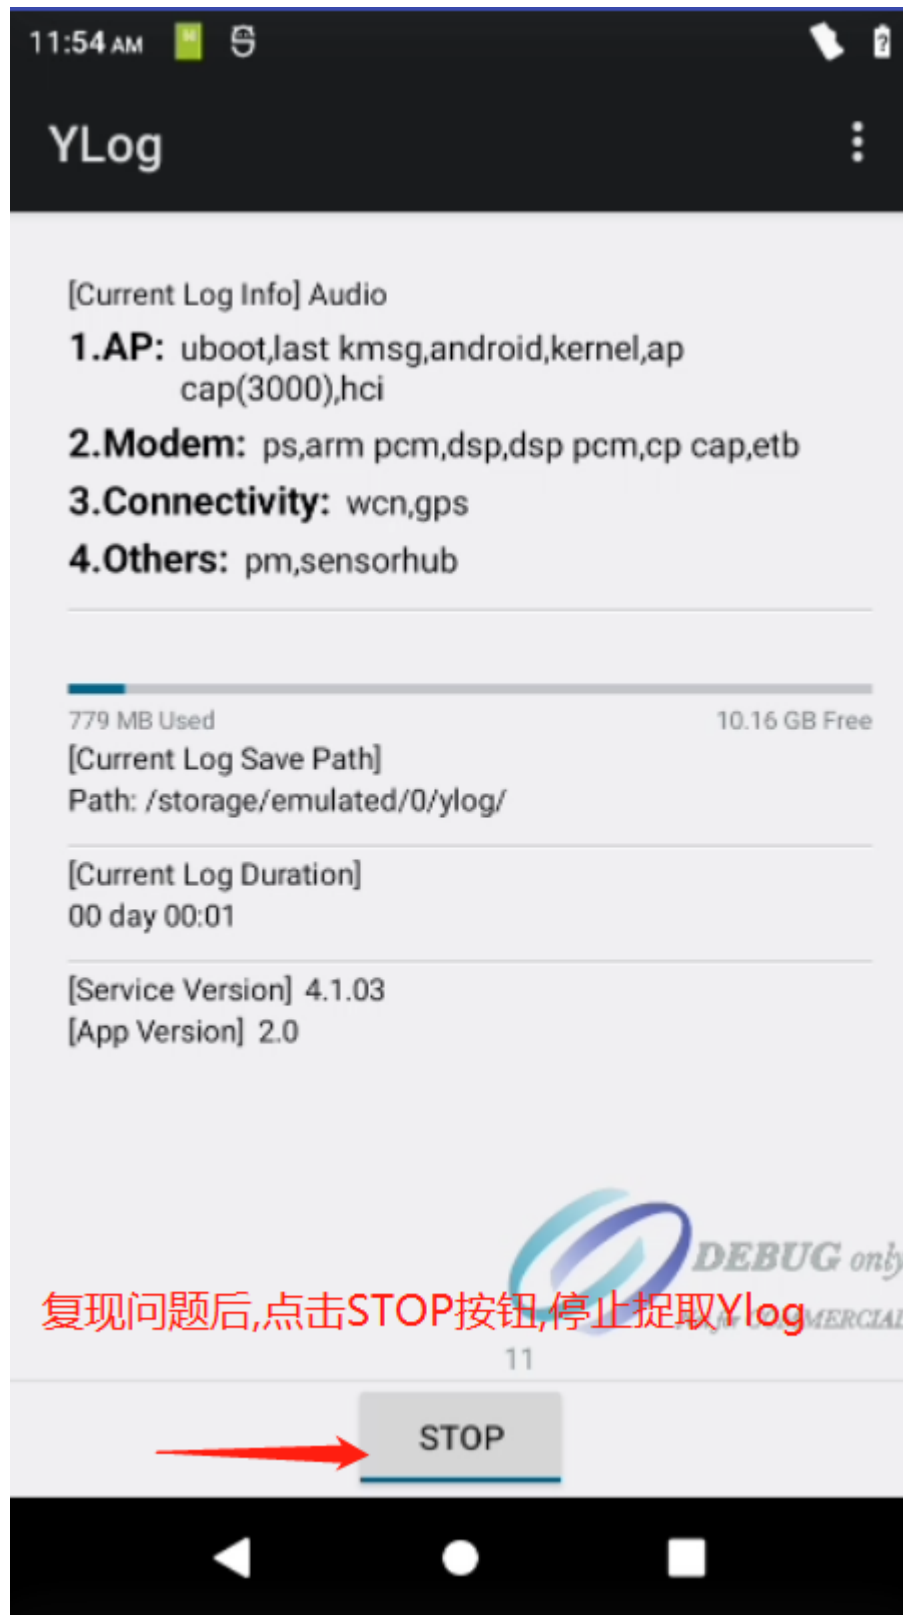 11:54 AM
YLog
[Current Log Info] Audio
1.AP: uboot,last kmsg,android,kernel,ap
cap(3000),hci
2.Modem: ps,arm pcm,dsp,dsp pcm,cp cap,etb
3.Connectivity: wcn,gps
4.Others: pm,sensorhub
779 MB Used 10.16 GB Free
[Current Log Save Path]
Path: /storage/emulated/0/ylog/
[Current Log Duration]
00 day 00:01
[Service Version] 4.1.03
[App Version] 2.0
DEBUG only
复现问题后,点击STOP按钮,停止捉取Ylog
for COMMERCIAL
11
STOP